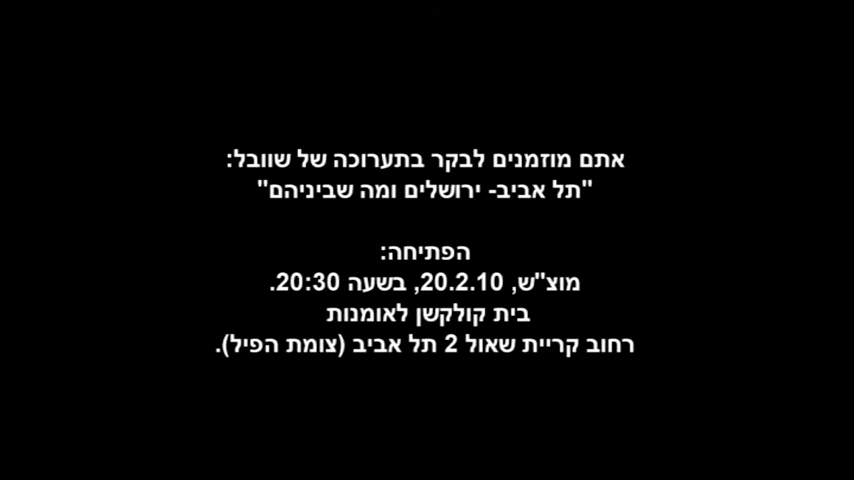 אתם מוזמנים לבקר בתערוכה של שוובל:
"תל אביב- ירושלים ומה שביניהם"
הפתיחה:
מוצ"ש, 20.2.10, בשעה 20:30.
בית קולקשן לאומנות
רחוב קריית שאול 2 תל אביב (צומת הפיל).